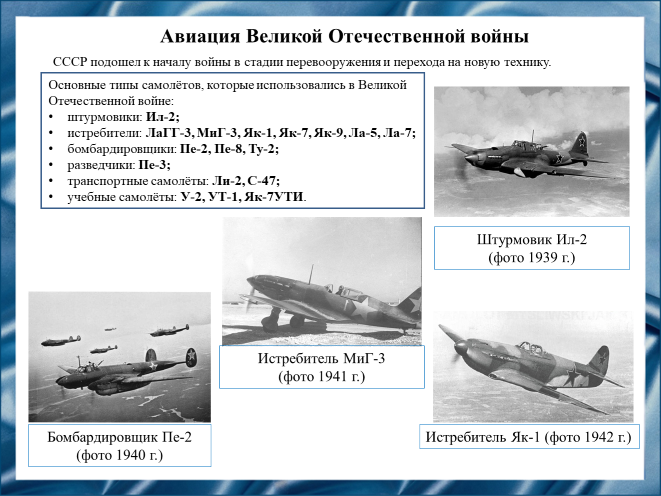 Авиация Великой Отечественной войны
СССР подошел к началу войны в стадии перевооружения и перехода на новую технику.
Основные типы самолётов, которые использовались в Великой
Отечественной войне:
• штурмовики: Ил-2;
• истребители: ЛаГГ-3, МиГ-3, Як-1, Як-7, Як-9, Ла-5, Ла-7;
• бомбардировщики: Пе-2, Пе-8, Ту-2;
• разведчики: Пе-3;
• транспортные самолёты: Ли-2, С-47;
• учебные самолёты: У-2, УТ-1, Як-7УТИ.
Штурмовик Ил-2
(фото 1939 г.)
Истребитель МиГ-3
(фото 1941 г.)
Бомбардировщик Пе-2
(фото 1940 г.)
Истребитель Як-1 (фото 1942 г.)